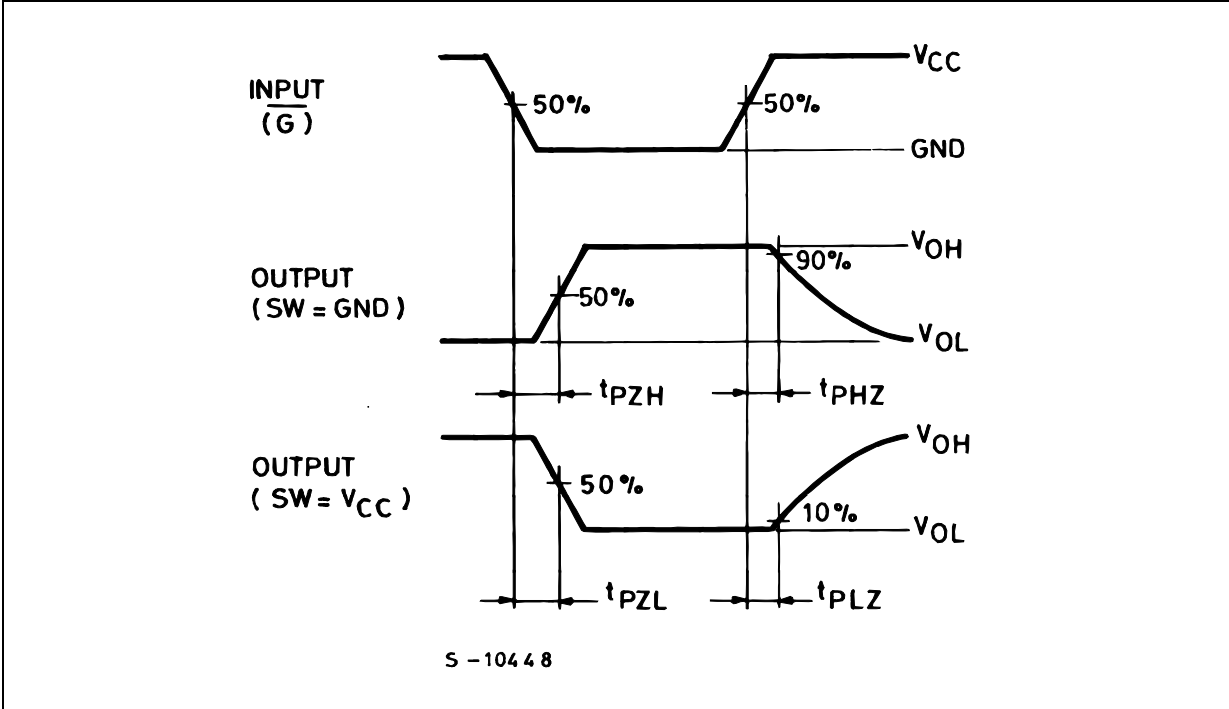 INPUT
(G̅)
50%
50%
VCC
GND
OUTPUT
(SW = GND)
50%
90%
VOH
VOL
tPZH
tPHZ
OUTPUT
(SW = VCC)
50%
10%
VOH
VOL
tPZL
tPLZ
S-10448